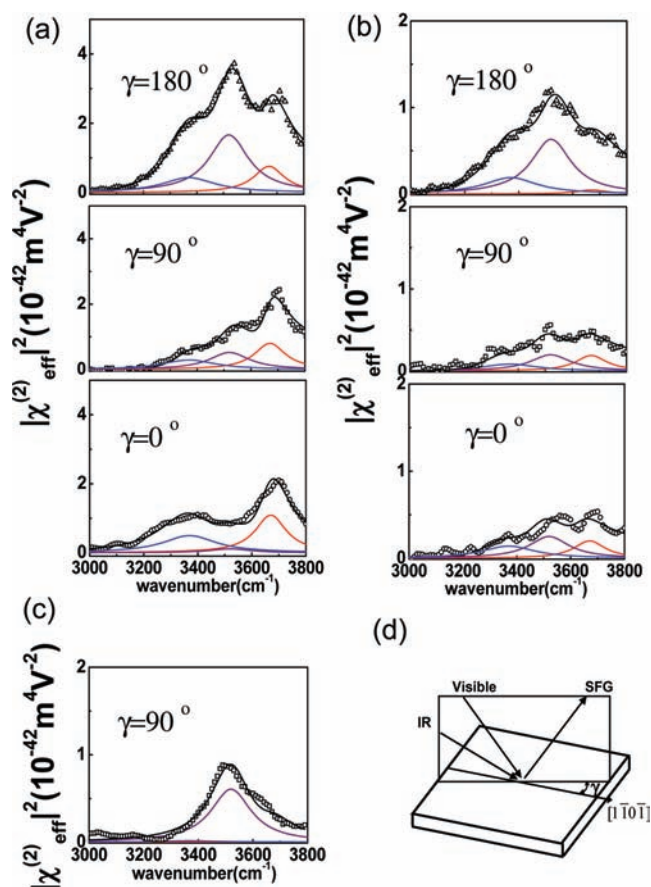 (a)
γ=180 °
4
2
0
γ=90 °
4
2
0
γ=0 °
4
2
0
3000 3200 3400 3600 3800
wavenumber(cm⁻¹)
|χ⁽²⁾eff|²(10⁻⁴²m⁴V⁻²)
(b)
γ=180 °
2
1
0
γ=90 °
2
1
0
γ=0 °
2
1
0
3000 3200 3400 3600 3800
wavenumber(cm⁻¹)
|χ⁽²⁾eff|²(10⁻⁴²m⁴V⁻²)
(c)
γ=90 °
2
1
0
3000 3200 3400 3600 3800
wavenumber(cm⁻¹)
|χ⁽²⁾eff|²(10⁻⁴²m⁴V⁻²)
(d)
Visible
SFG
IR
γ
[11̄01̄]